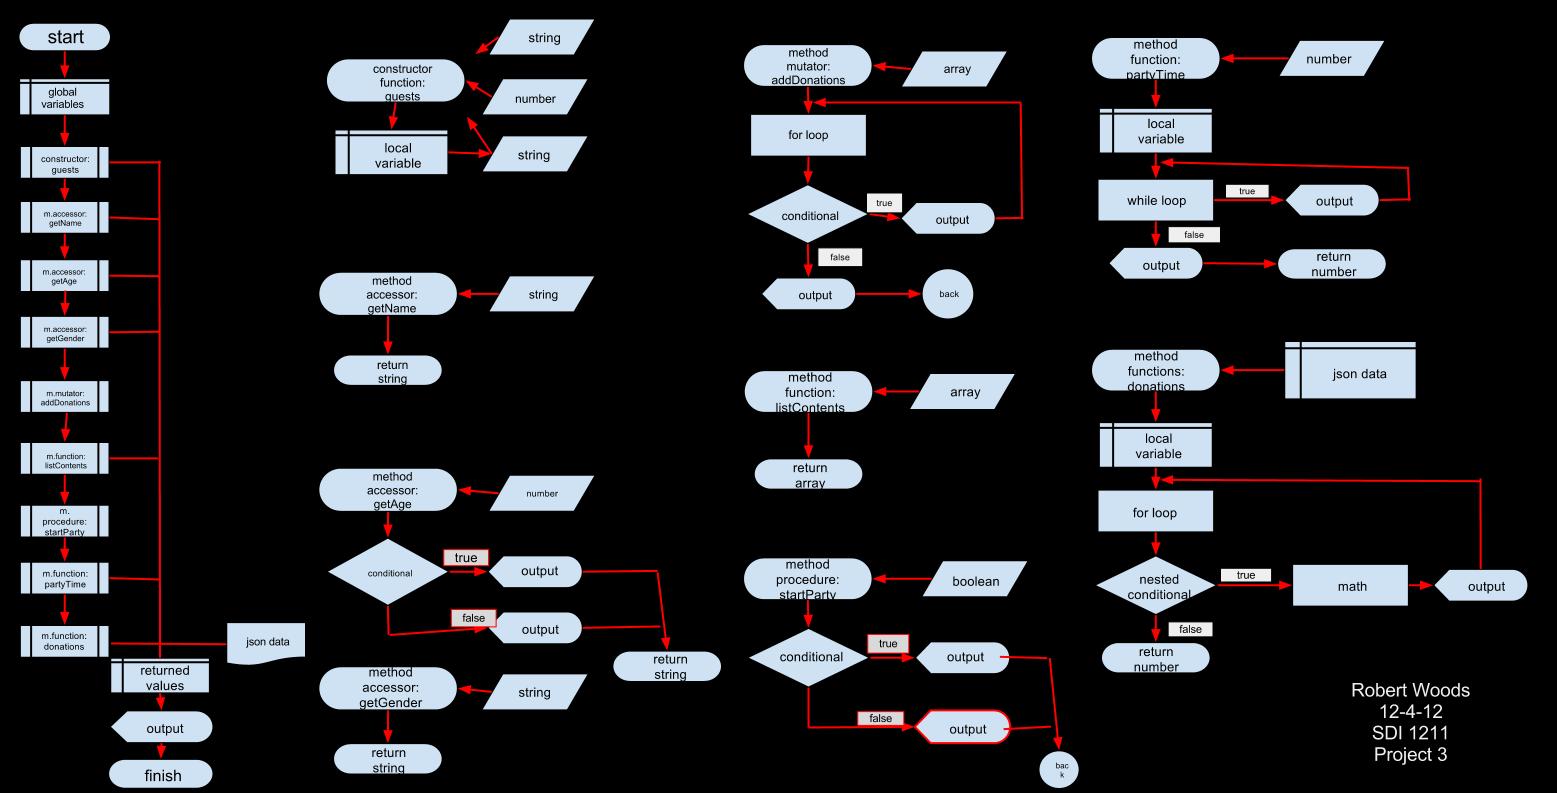 start
global
variables
constructor:
guests
m.accessor:
getName
m.accessor:
getAge
m.accessor:
getGender
m.mutator:
addDonations
m.function:
listContents
m.
procedure:
startParty
m.function:
partyTime
m.function:
donations
json data
returned
values
output
finish
string
constructor
function:
guests
number
local
variable
string
method
accessor:
getName
string
return
string
method
accessor:
getAge
number
conditional
true
output
false
output
return
string
method
accessor:
getGender
string
return
string
method
mutator:
addDonations
array
for loop
conditional
true
output
false
output
back
method
function:
listContents
array
return
array
method
procedure:
startParty
boolean
conditional
true
output
false
output
bac
k
method
function:
partyTime
number
local
variable
while loop
true
output
false
output
return
number
method
functions:
donations
json data
local
variable
for loop
nested
conditional
true
math
output
false
return
number
Robert Woods
12-4-12
SDI 1211
Project 3